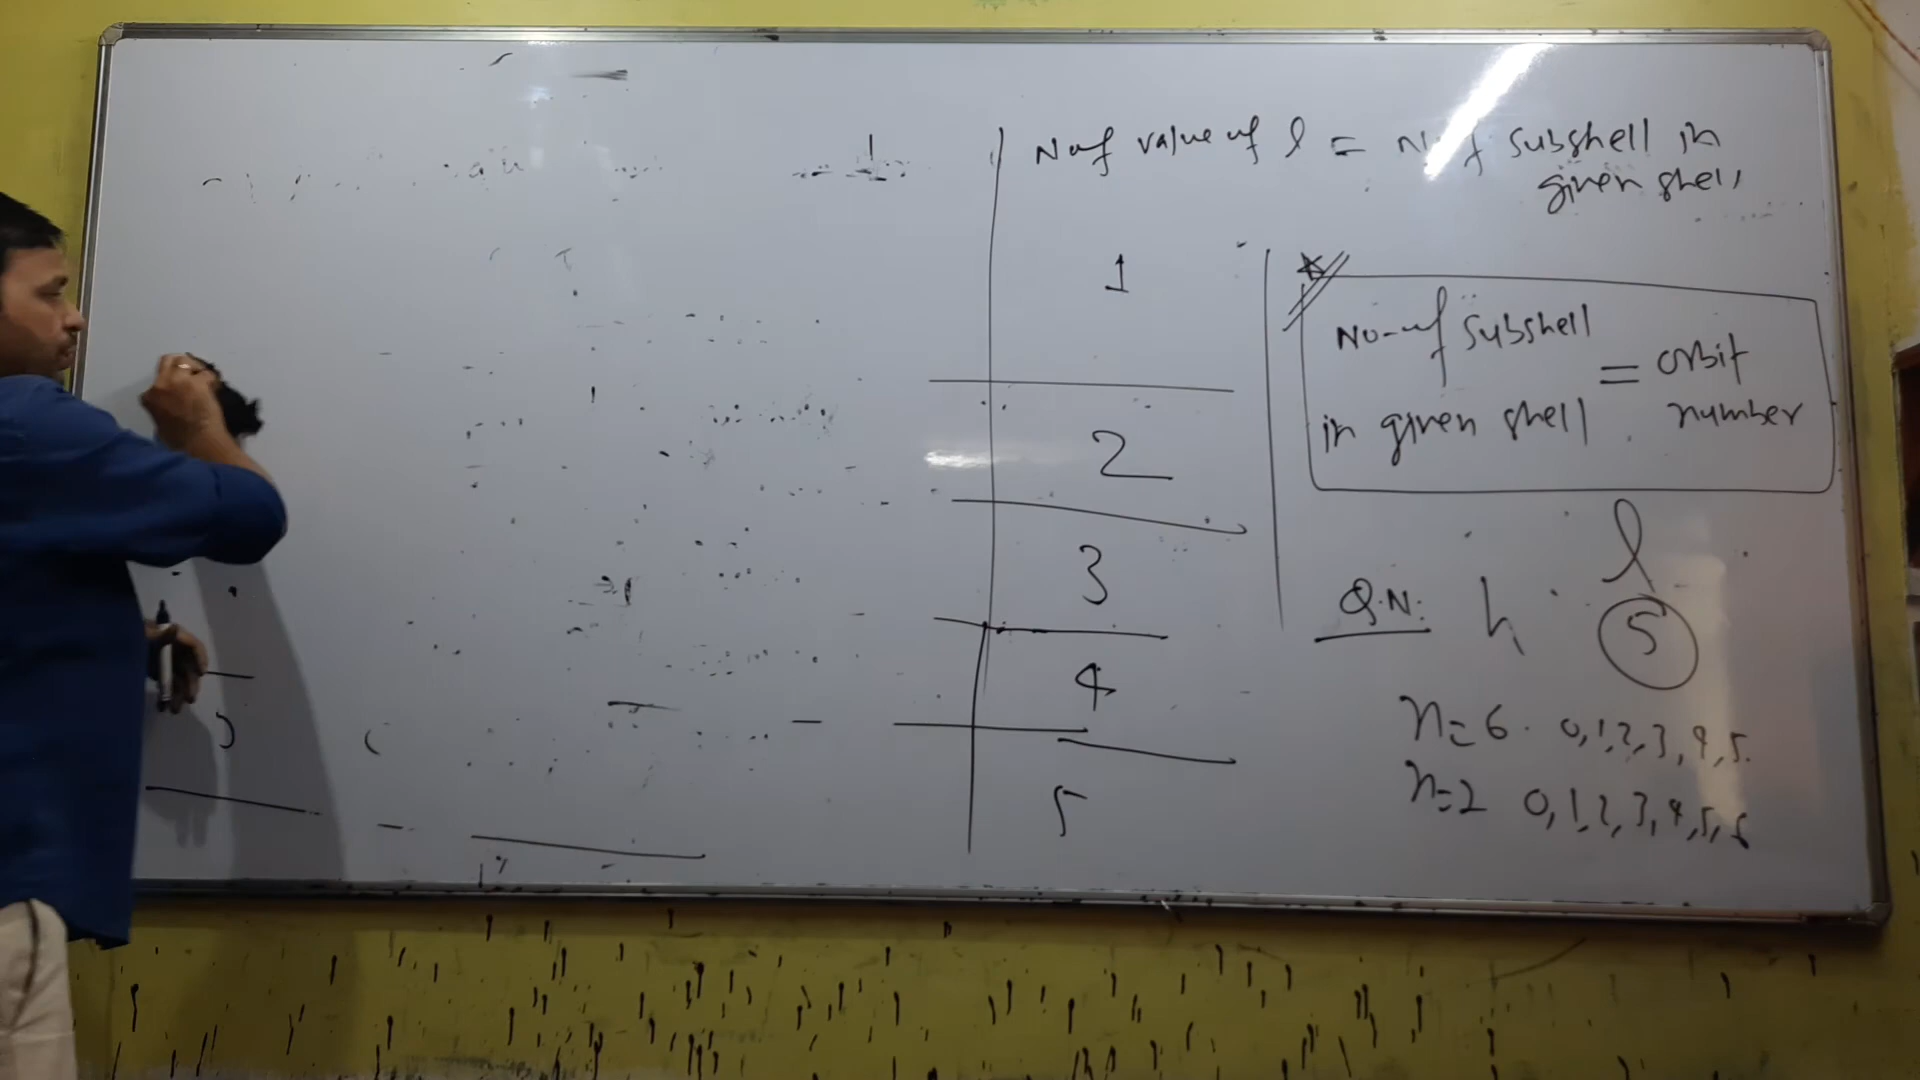 No of value of l = No of subshell in
given shell
1
2
3
4
5
No. of subshell
in given shell = orbit
number
l
Q.N. h 5
n=6. 0,1,2,3,4,5.
n=2 0,1,2,3,4,5,6